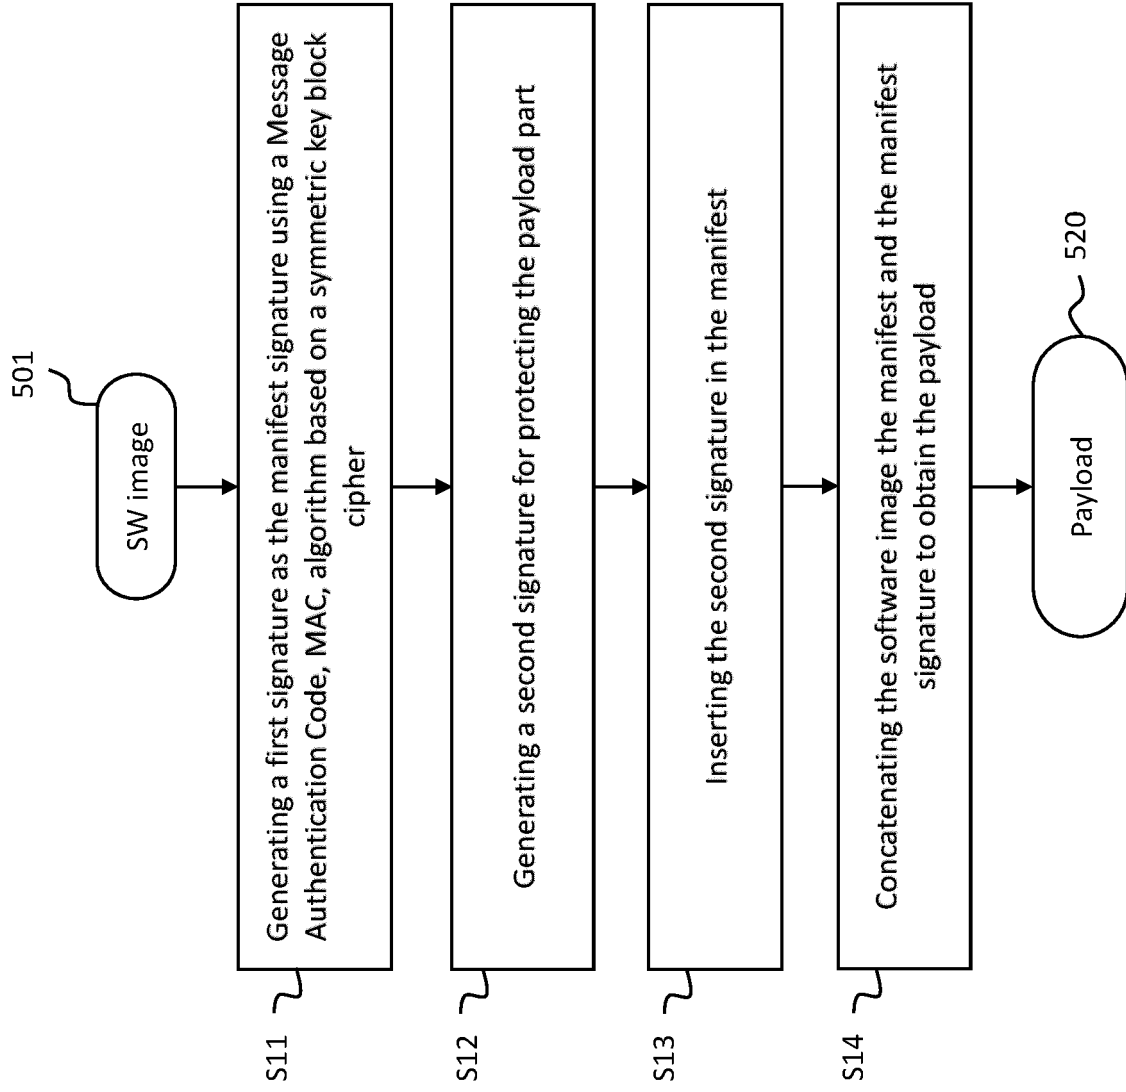 501
SW image
S11
Generating a first signature as the manifest signature using a Message
Authentication Code, MAC, algorithm based on a symmetric key block
cipher
S12
Generating a second signature for protecting the payload part
S13
Inserting the second signature in the manifest
S14
Concatenating the software image the manifest and the manifest
signature to obtain the payload
Payload
520